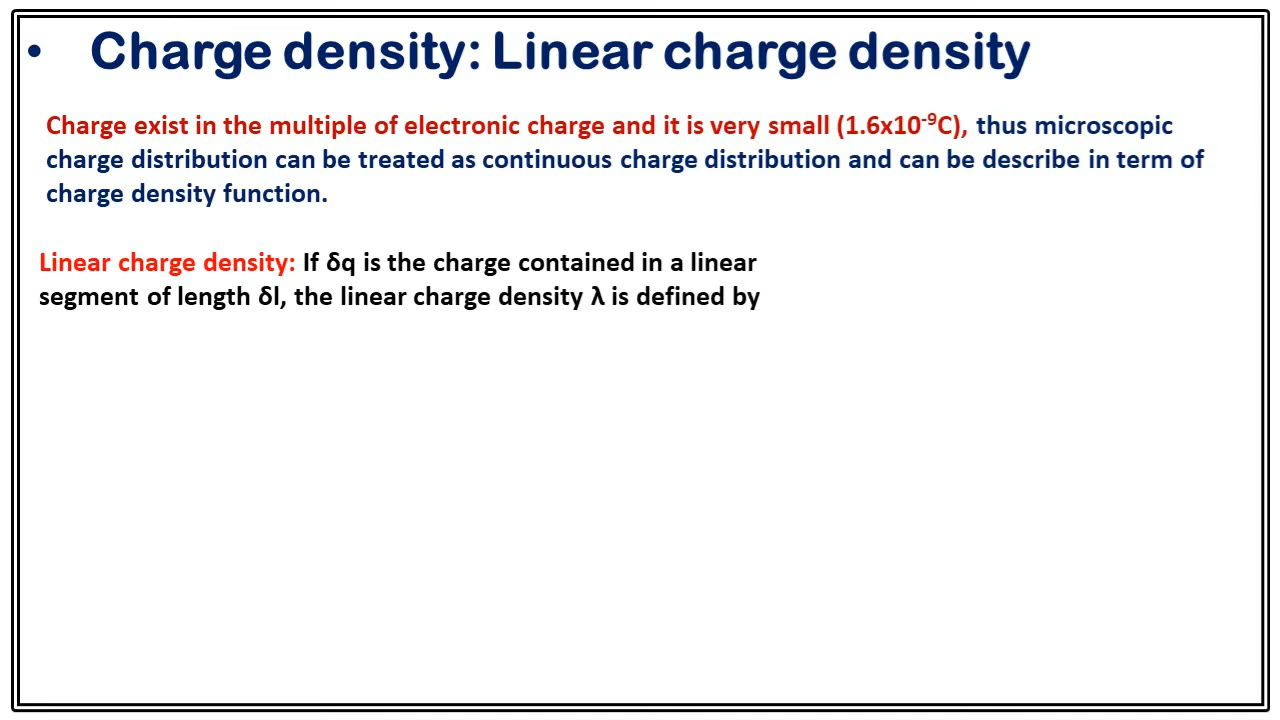 • Charge density: Linear charge density
Charge exist in the multiple of electronic charge and it is very small (1.6x10⁻⁹C), thus microscopic
charge distribution can be treated as continuous charge distribution and can be describe in term of
charge density function.
Linear charge density: If δq is the charge contained in a linear
segment of length δl, the linear charge density λ is defined by